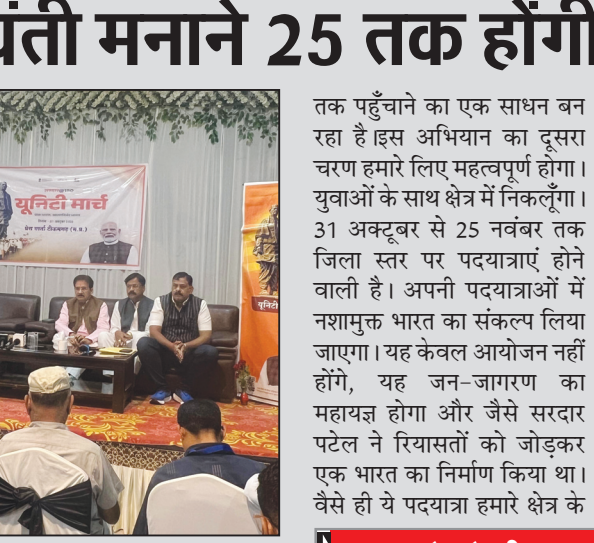 मनाने 25 तक होंगी
यूनिटी मार्च
यूनिटी
तक पहुँचाने का एक साधन बन
रहा है।इस अभियान का दूसरा
चरण हमारे लिए महत्वपूर्ण होगा।
युवाओं के साथ क्षेत्र में निकलूँगा।
31 अक्टूबर से 25 नवंबर तक
जिला स्तर पर पदयात्राएं होने
वाली है। अपनी पदयात्राओं में
नशामुक्त भारत का संकल्प लिया
जाएगा। यह केवल आयोजन नहीं
होंगे, यह जन-जागरण का
महायज्ञ होगा और जैसे सरदार
पटेल ने रियासतों को जोड़कर
एक भारत का निर्माण किया था।
वैसे ही ये पदयात्रा हमारे क्षेत्र के